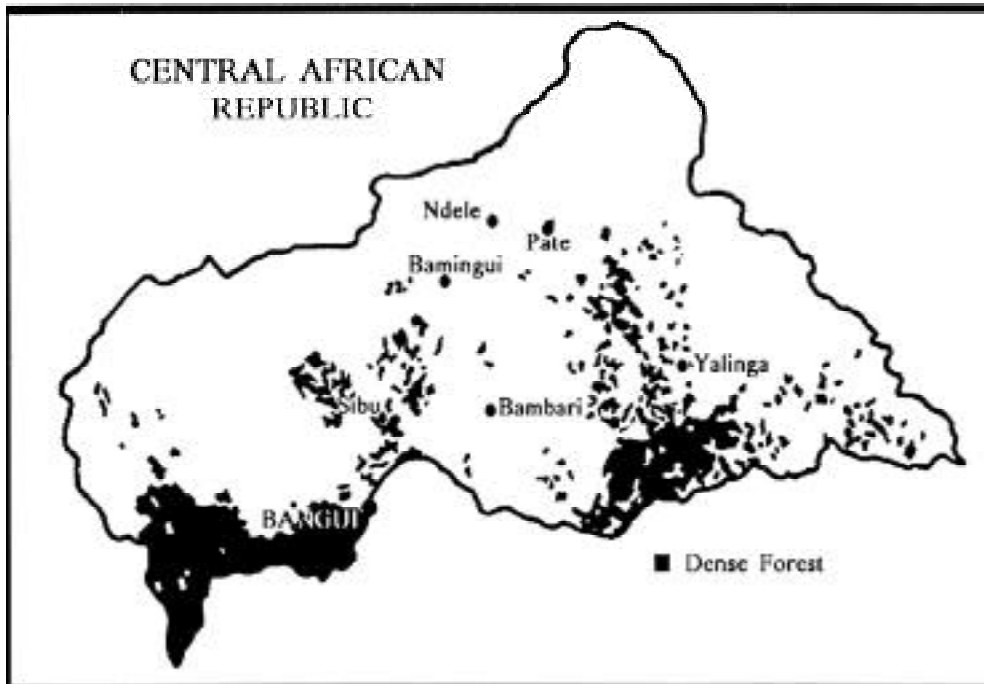 CENTRAL AFRICAN
REPUBLIC
Ndele
Pate
Bamingui
Yalinga
Sibu
Bambari
BANGUI
Dense Forest